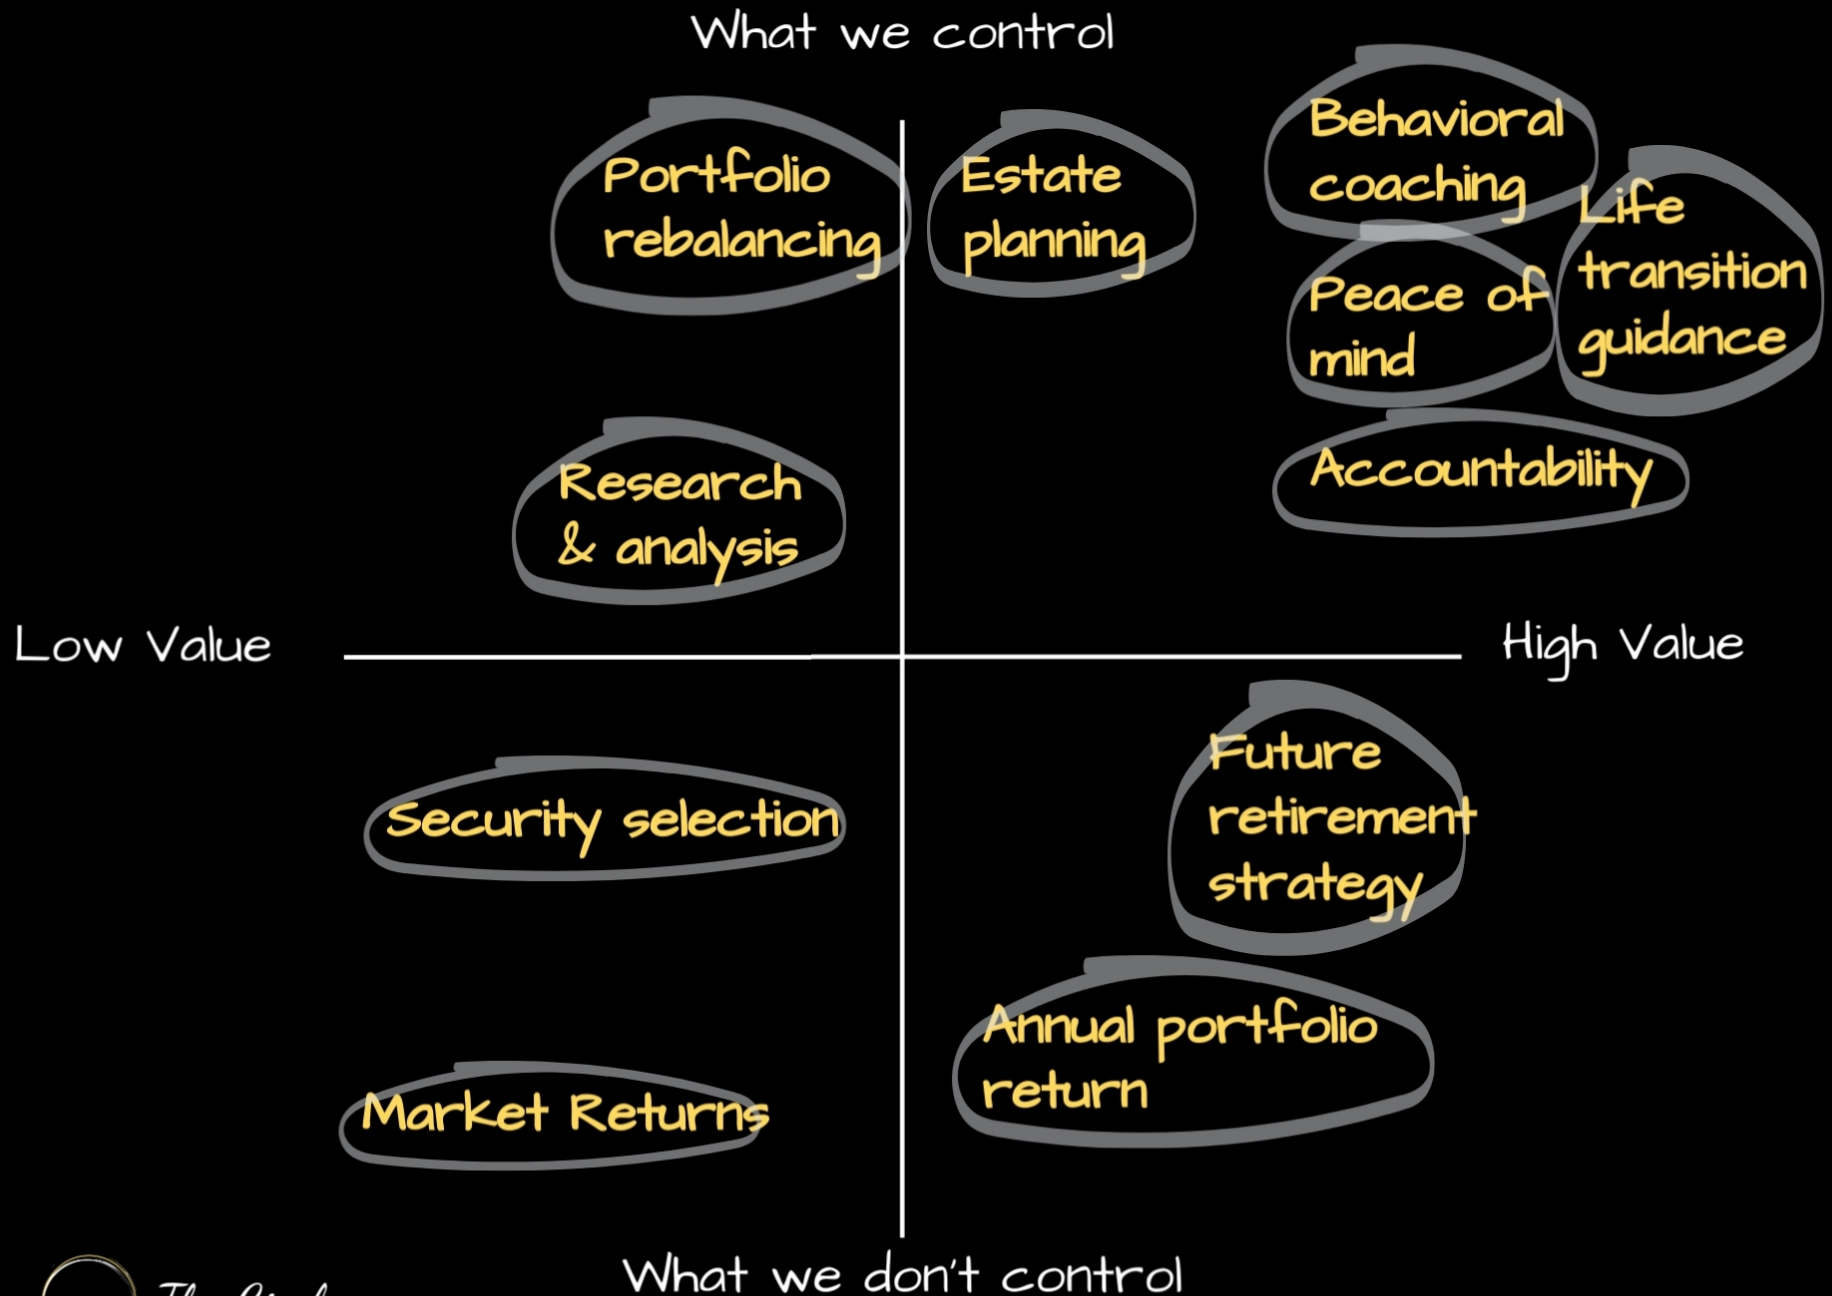 What we control
Portfolio
rebalancing
Estate
planning
Behavioral
coaching
Life
transition
guidance
Peace of
mind
Accountability
Research
& analysis
Low Value
High Value
Security selection
Future
retirement
strategy
Annual portfolio
return
Market Returns
What we don't control